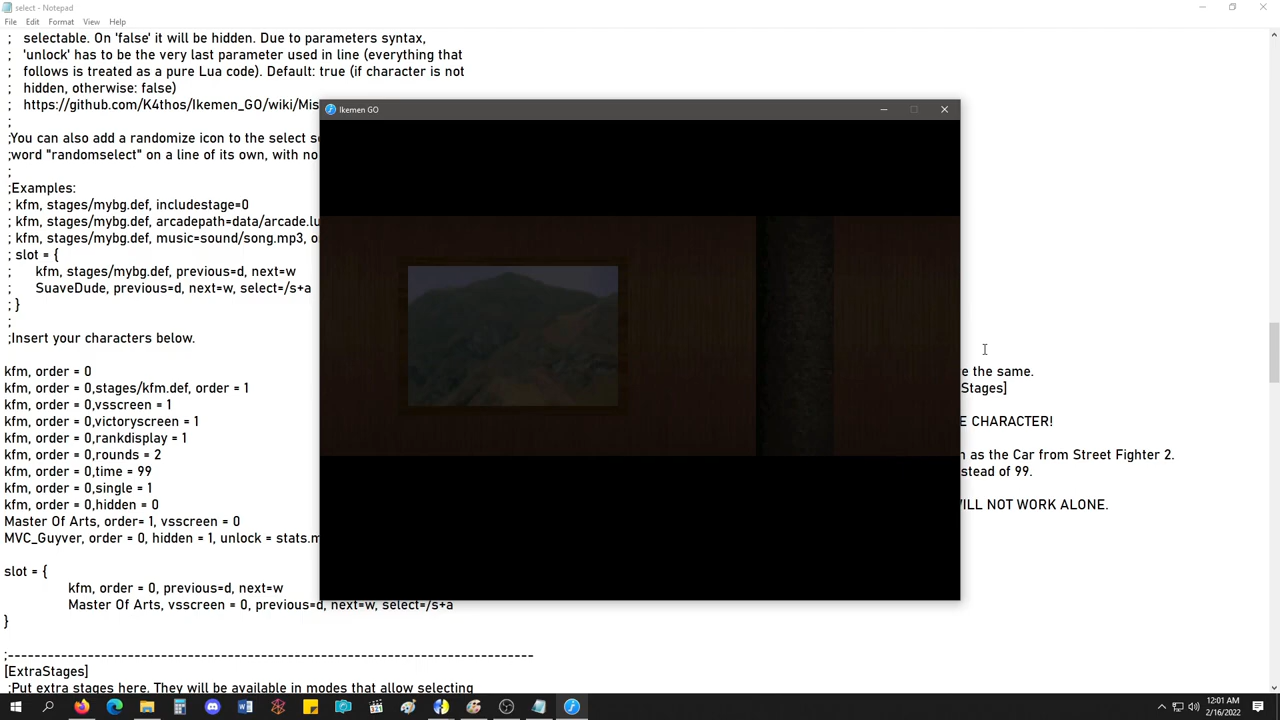 select - Notepad
File Edit Format View Help
; selectable. On 'false' it will be hidden. Due to parameters syntax,
; 'unlock' has to be the very last parameter used in line (everything that
; follows is treated as a pure Lua code). Default: true (if character is not
; hidden, otherwise: false)
; https://github.com/K4thos/Ikemen_GO/wiki/Mis
;
;You can also add a randomize icon to the select s
;word "randomselect" on a line of its own, with no
;
;Examples:
; kfm, stages/mybg.def, includestage=0
; kfm, stages/mybg.def, arcadepath=data/arcade.lu
; kfm, stages/mybg.def, music=sound/song.mp3, o
; slot = {
; kfm, stages/mybg.def, previous=d, next=w
; SuaveDude, previous=d, next=w, select=/s+a
; }
;
;Insert your characters below.
kfm, order = 0
kfm, order = 0,stages/kfm.def, order = 1
kfm, order = 0,vsscreen = 1
kfm, order = 0,victoryscreen = 1
kfm, order = 0,rankdisplay = 1
kfm, order = 0,rounds = 2
kfm, order = 0,time = 99
kfm, order = 0,single = 1
kfm, order = 0,hidden = 0
Master Of Arts, order= 1, vsscreen = 0
MVC_Guyver, order = 0, hidden = 1, unlock = stats.m
slot = {
kfm, order = 0, previous=d, next=w
Master Of Arts, vsscreen = 0, previous=d, next=w, select=/s+a
}
;------------------------------------------------------------------------------
[ExtraStages]
;Put extra stages here. They will be available in modes that allow selecting
Ikemen GO
e the same.
Stages]
E CHARACTER!
n as the Car from Street Fighter 2.
stead of 99.
WILL NOT WORK ALONE.
12:01 AM
2/16/2022